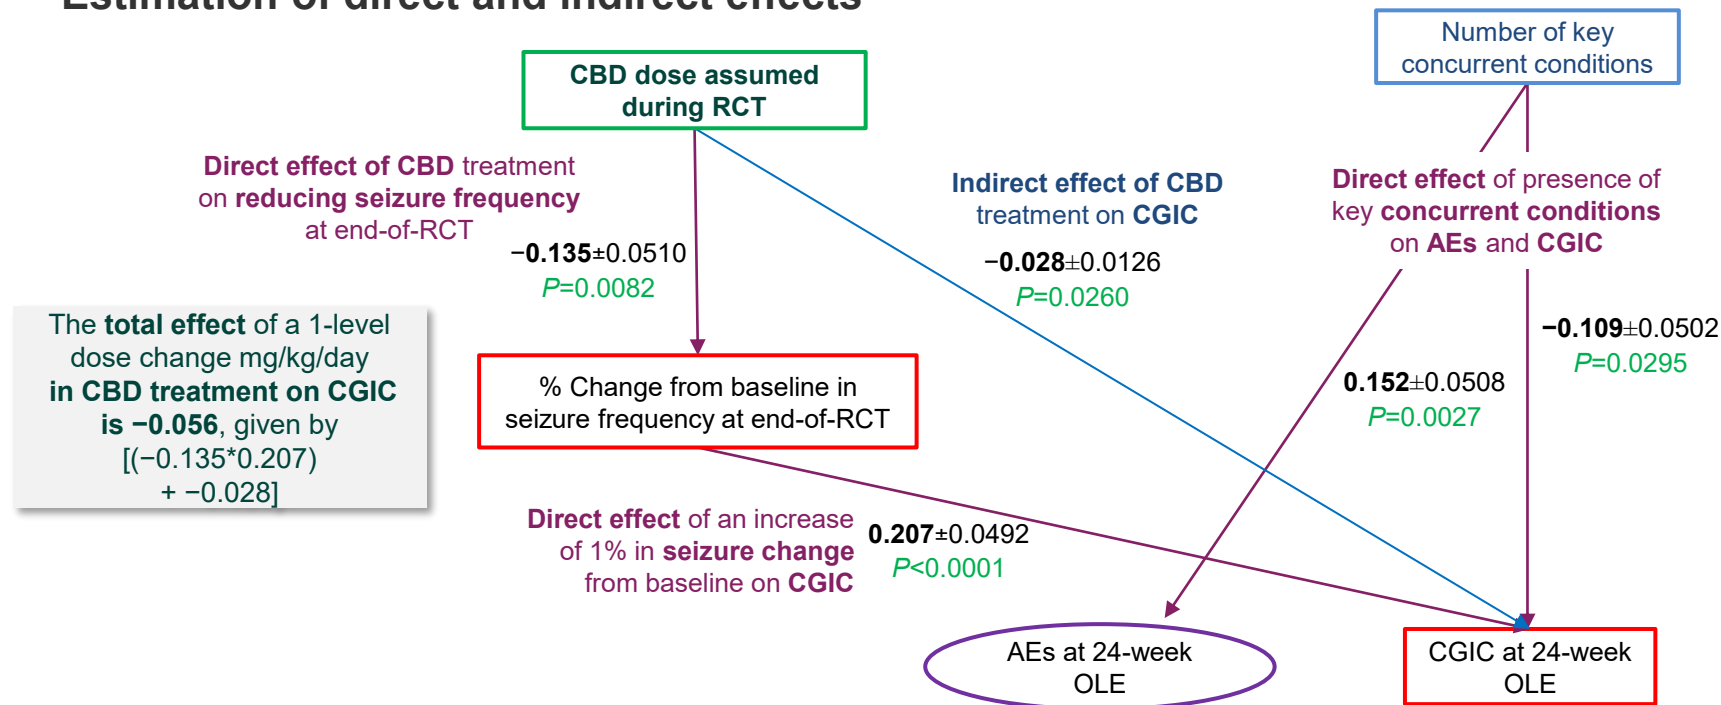 Estimation of direct and indirect effects
Number of key
concurrent conditions
CBD dose assumed
during RCT
Direct effect of CBD treatment
on reducing seizure frequency
at end-of-RCT
−0.135±0.0510
P=0.0082
Indirect effect of CBD
treatment on CGIC
−0.028±0.0126
P=0.0260
Direct effect of presence of
key concurrent conditions
on AEs and CGIC
−0.109±0.0502
P=0.0295
0.152±0.0508
P=0.0027
The total effect of a 1-level
dose change mg/kg/day
in CBD treatment on CGIC
is −0.056, given by
[(−0.135*0.207)
+ −0.028]
% Change from baseline in
seizure frequency at end-of-RCT
Direct effect of an increase
of 1% in seizure change
from baseline on CGIC
0.207±0.0492
P<0.0001
AEs at 24-week
OLE
CGIC at 24-week
OLE